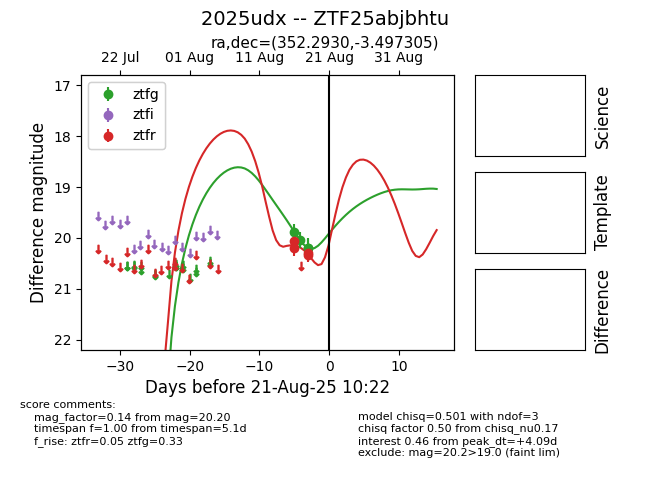 2025udx -- ZTF25abjbhtu
ra,dec=(352.2930,-3.497305)
22 Jul 01 Aug 11 Aug 21 Aug 31 Aug
ztfg
ztfi
ztfr
17
18
19
20
21
22
Difference magnitude
−30 −20 −10 0 10
Days before 21-Aug-25 10:22
Science
Template
Difference
score comments:
mag_factor=0.14 from mag=20.20
timespan f=1.00 from timespan=5.1d
f_rise: ztfr=0.05 ztfg=0.33
model chisq=0.501 with ndof=3
chisq factor 0.50 from chisq_nu0.17
interest 0.46 from peak_dt=+4.09d
exclude: mag=20.2>19.0 (faint lim)